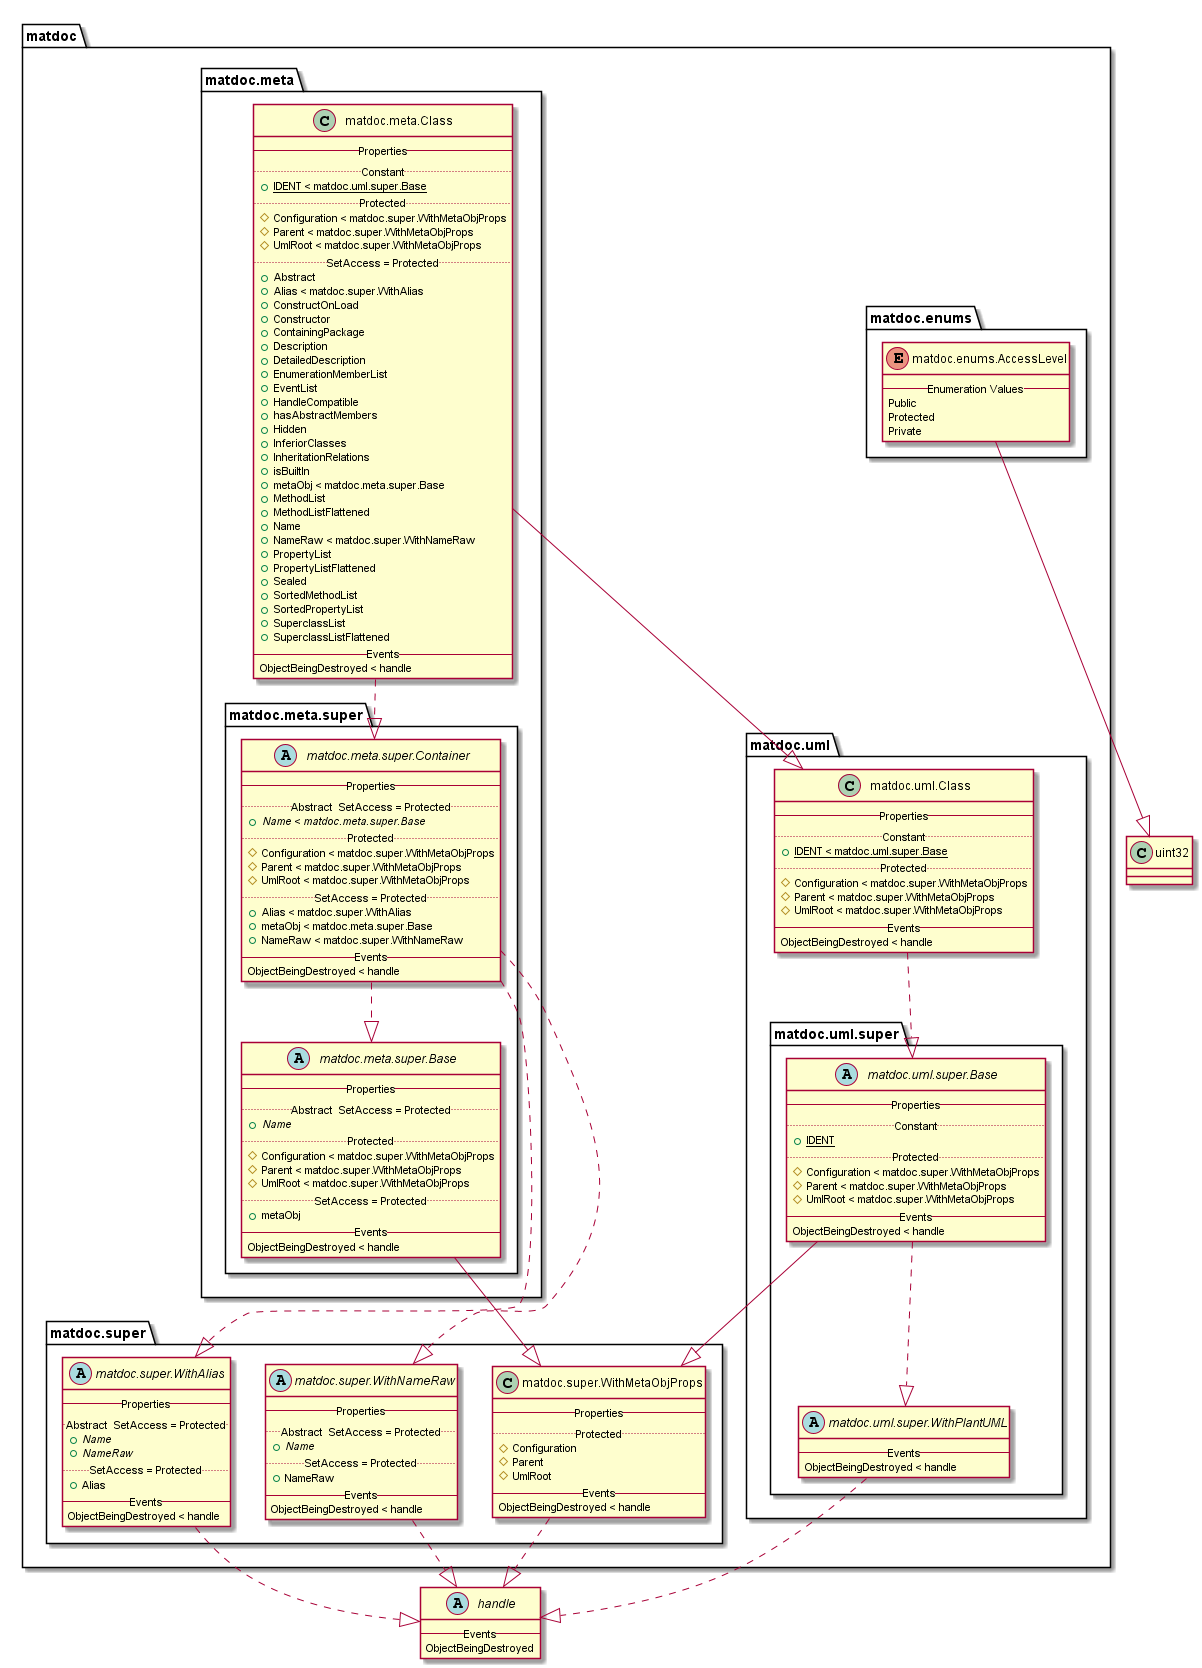 matdoc
matdoc.meta
matdoc.meta.Class
Properties
Constant
IDENT < matdoc.uml.super.Base
Protected
Configuration < matdoc.super.WithMetaObjProps
Parent < matdoc.super.WithMetaObjProps
UmlRoot < matdoc.super.WithMetaObjProps
SetAccess = Protected
Abstract
Alias < matdoc.super.WithAlias
ConstructOnLoad
Constructor
ContainingPackage
Description
DetailedDescription
EnumerationMemberList
EventList
HandleCompatible
hasAbstractMembers
Hidden
InferiorClasses
InheritationRelations
isBuiltIn
metaObj < matdoc.meta.super.Base
MethodList
MethodListFlattened
Name
NameRaw < matdoc.super.WithNameRaw
PropertyList
PropertyListFlattened
Sealed
SortedMethodList
SortedPropertyList
SuperclassList
SuperclassListFlattened
Events
ObjectBeingDestroyed < handle
matdoc.enums
matdoc.enums.AccessLevel
Enumeration Values
Public
Protected
Private
matdoc.meta.super
matdoc.meta.super.Container
Properties
Abstract SetAccess = Protected
Name < matdoc.meta.super.Base
Protected
Configuration < matdoc.super.WithMetaObjProps
Parent < matdoc.super.WithMetaObjProps
UmlRoot < matdoc.super.WithMetaObjProps
SetAccess = Protected
Alias < matdoc.super.WithAlias
metaObj < matdoc.meta.super.Base
NameRaw < matdoc.super.WithNameRaw
Events
ObjectBeingDestroyed < handle
matdoc.uml
matdoc.uml.Class
Properties
Constant
IDENT < matdoc.uml.super.Base
Protected
Configuration < matdoc.super.WithMetaObjProps
Parent < matdoc.super.WithMetaObjProps
UmlRoot < matdoc.super.WithMetaObjProps
Events
ObjectBeingDestroyed < handle
uint32
matdoc.meta.super.Base
Properties
Abstract SetAccess = Protected
Name
Protected
Configuration < matdoc.super.WithMetaObjProps
Parent < matdoc.super.WithMetaObjProps
UmlRoot < matdoc.super.WithMetaObjProps
SetAccess = Protected
metaObj
Events
ObjectBeingDestroyed < handle
matdoc.uml.super
matdoc.uml.super.Base
Properties
Constant
IDENT
Protected
Configuration < matdoc.super.WithMetaObjProps
Parent < matdoc.super.WithMetaObjProps
UmlRoot < matdoc.super.WithMetaObjProps
Events
ObjectBeingDestroyed < handle
matdoc.super
matdoc.super.WithAlias
Properties
Abstract SetAccess = Protected
Name
NameRaw
SetAccess = Protected
Alias
Events
ObjectBeingDestroyed < handle
matdoc.super.WithNameRaw
Properties
Abstract SetAccess = Protected
Name
SetAccess = Protected
NameRaw
Events
ObjectBeingDestroyed < handle
matdoc.super.WithMetaObjProps
Properties
Protected
Configuration
Parent
UmlRoot
Events
ObjectBeingDestroyed < handle
matdoc.uml.super.WithPlantUML
Events
ObjectBeingDestroyed < handle
handle
Events
ObjectBeingDestroyed